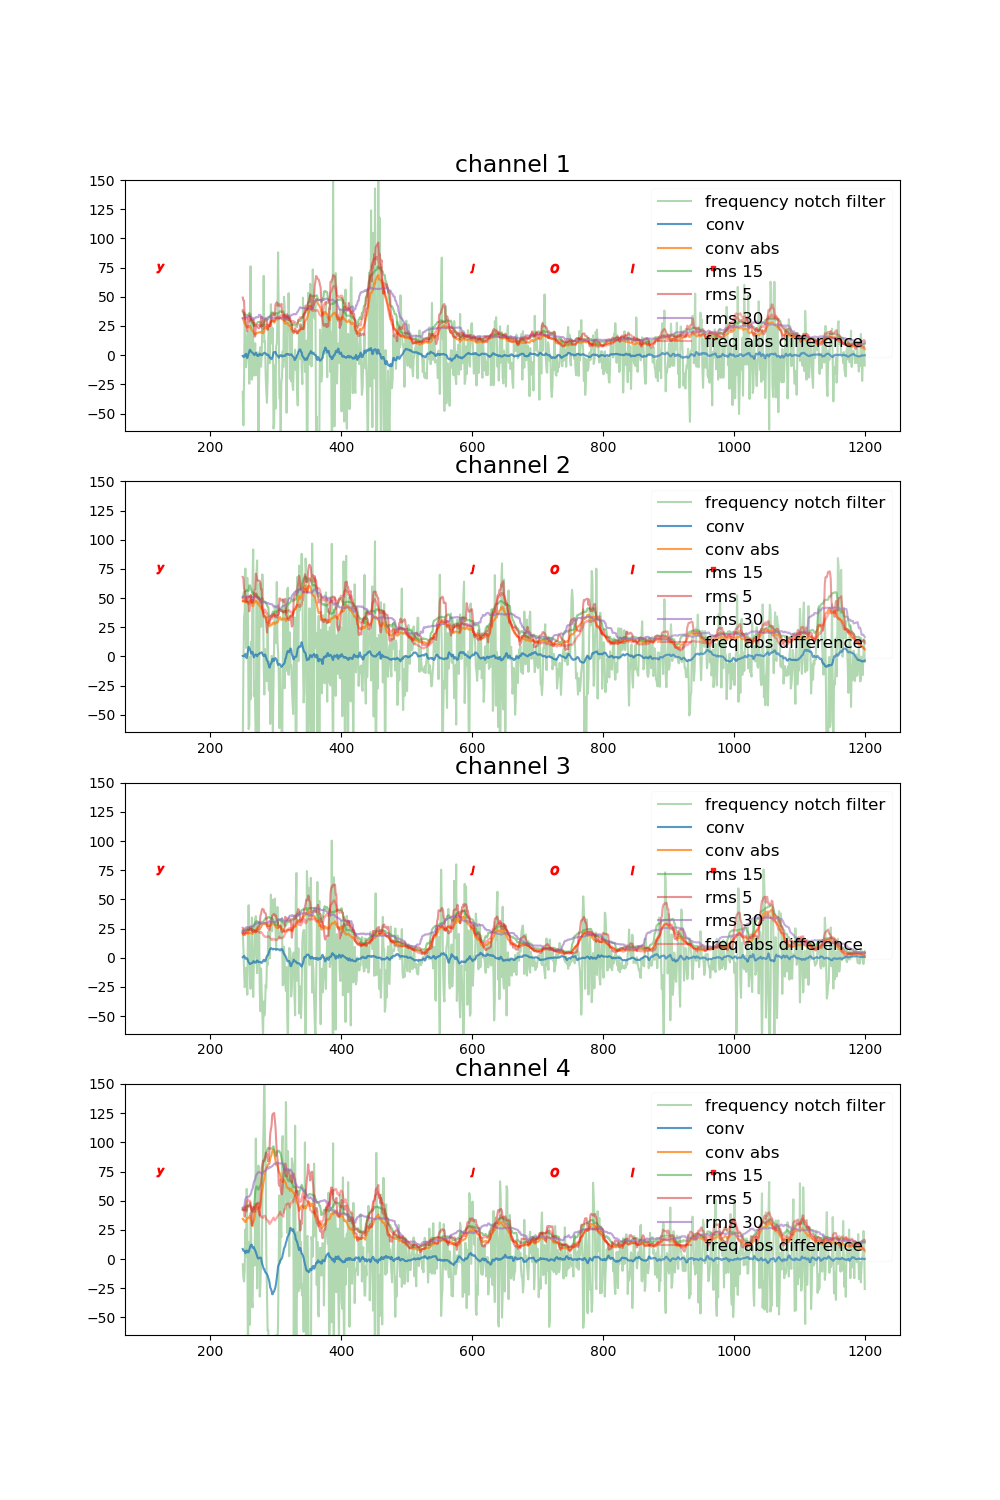 channel 1
150
125
100
75
50
25
0
−25
−50
y J O I
frequency notch filter
conv
conv abs
rms 15
rms 5
rms 30
freq abs difference
200 400 600 800 1000 1200
channel 2
150
125
100
75
50
25
0
−25
−50
y J O I
frequency notch filter
conv
conv abs
rms 15
rms 5
rms 30
freq abs difference
200 400 600 800 1000 1200
channel 3
150
125
100
75
50
25
0
−25
−50
y J O I
frequency notch filter
conv
conv abs
rms 15
rms 5
rms 30
freq abs difference
200 400 600 800 1000 1200
channel 4
150
125
100
75
50
25
0
−25
−50
y J O I
frequency notch filter
conv
conv abs
rms 15
rms 5
rms 30
freq abs difference
200 400 600 800 1000 1200